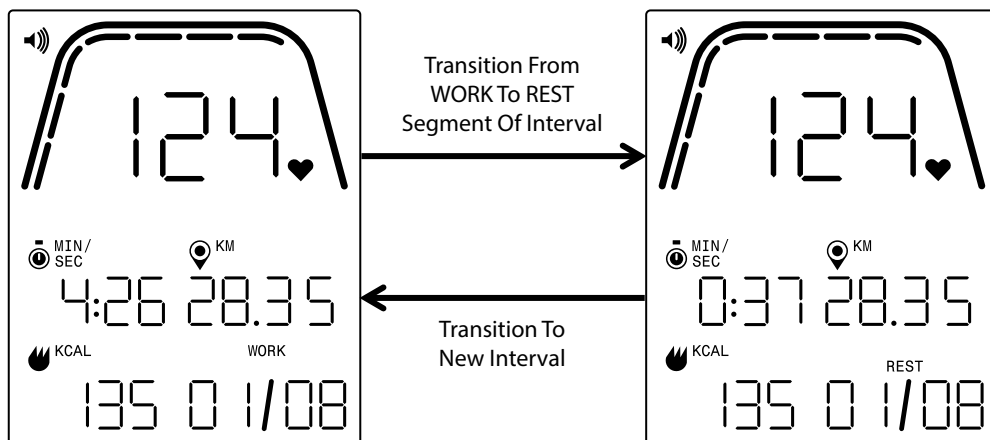 124
MIN/
SEC
KM
4:26 28.35
KCAL
WORK
135 01/08
Transition From
WORK To REST
Segment Of Interval
Transition To
New Interval
124
MIN/
SEC
KM
0:37 28.35
KCAL
REST
135 01/08